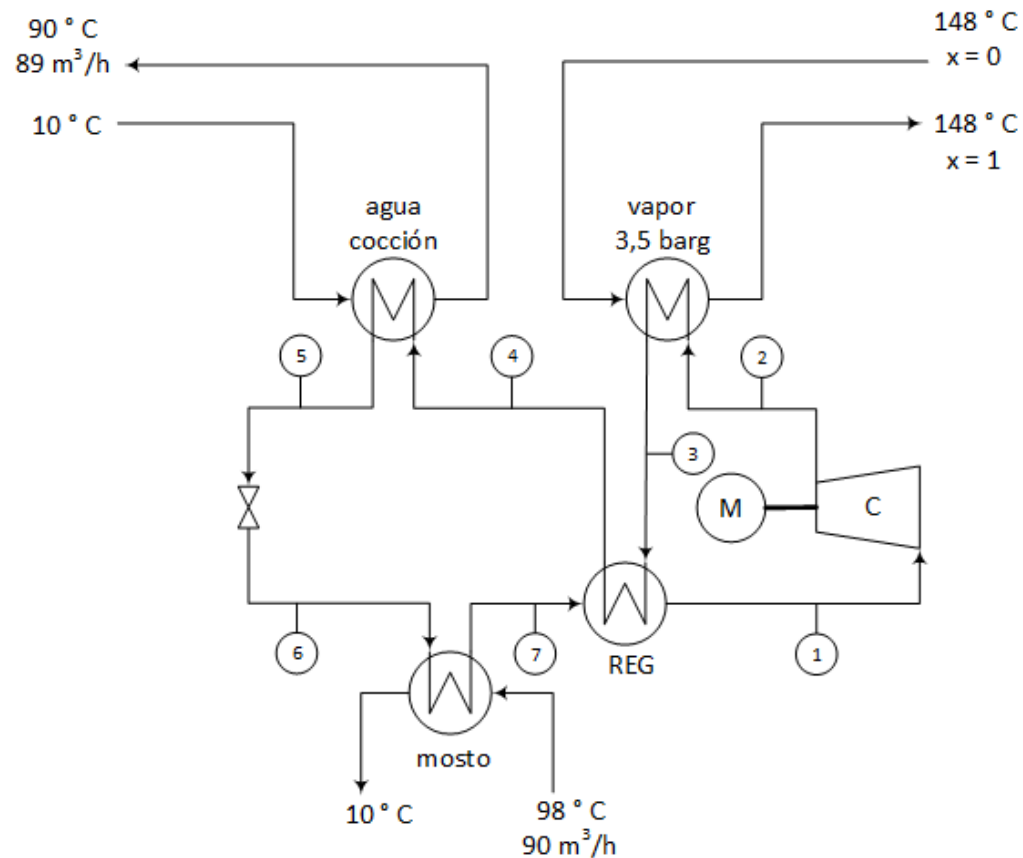 90 ° C
89 m³/h
10 ° C
148 ° C
x = 0
148 ° C
x = 1
agua
cocción
vapor
3,5 barg
5
4
2
3
M
C
6
7
REG
1
mosto
10 ° C
98 ° C
90 m³/h